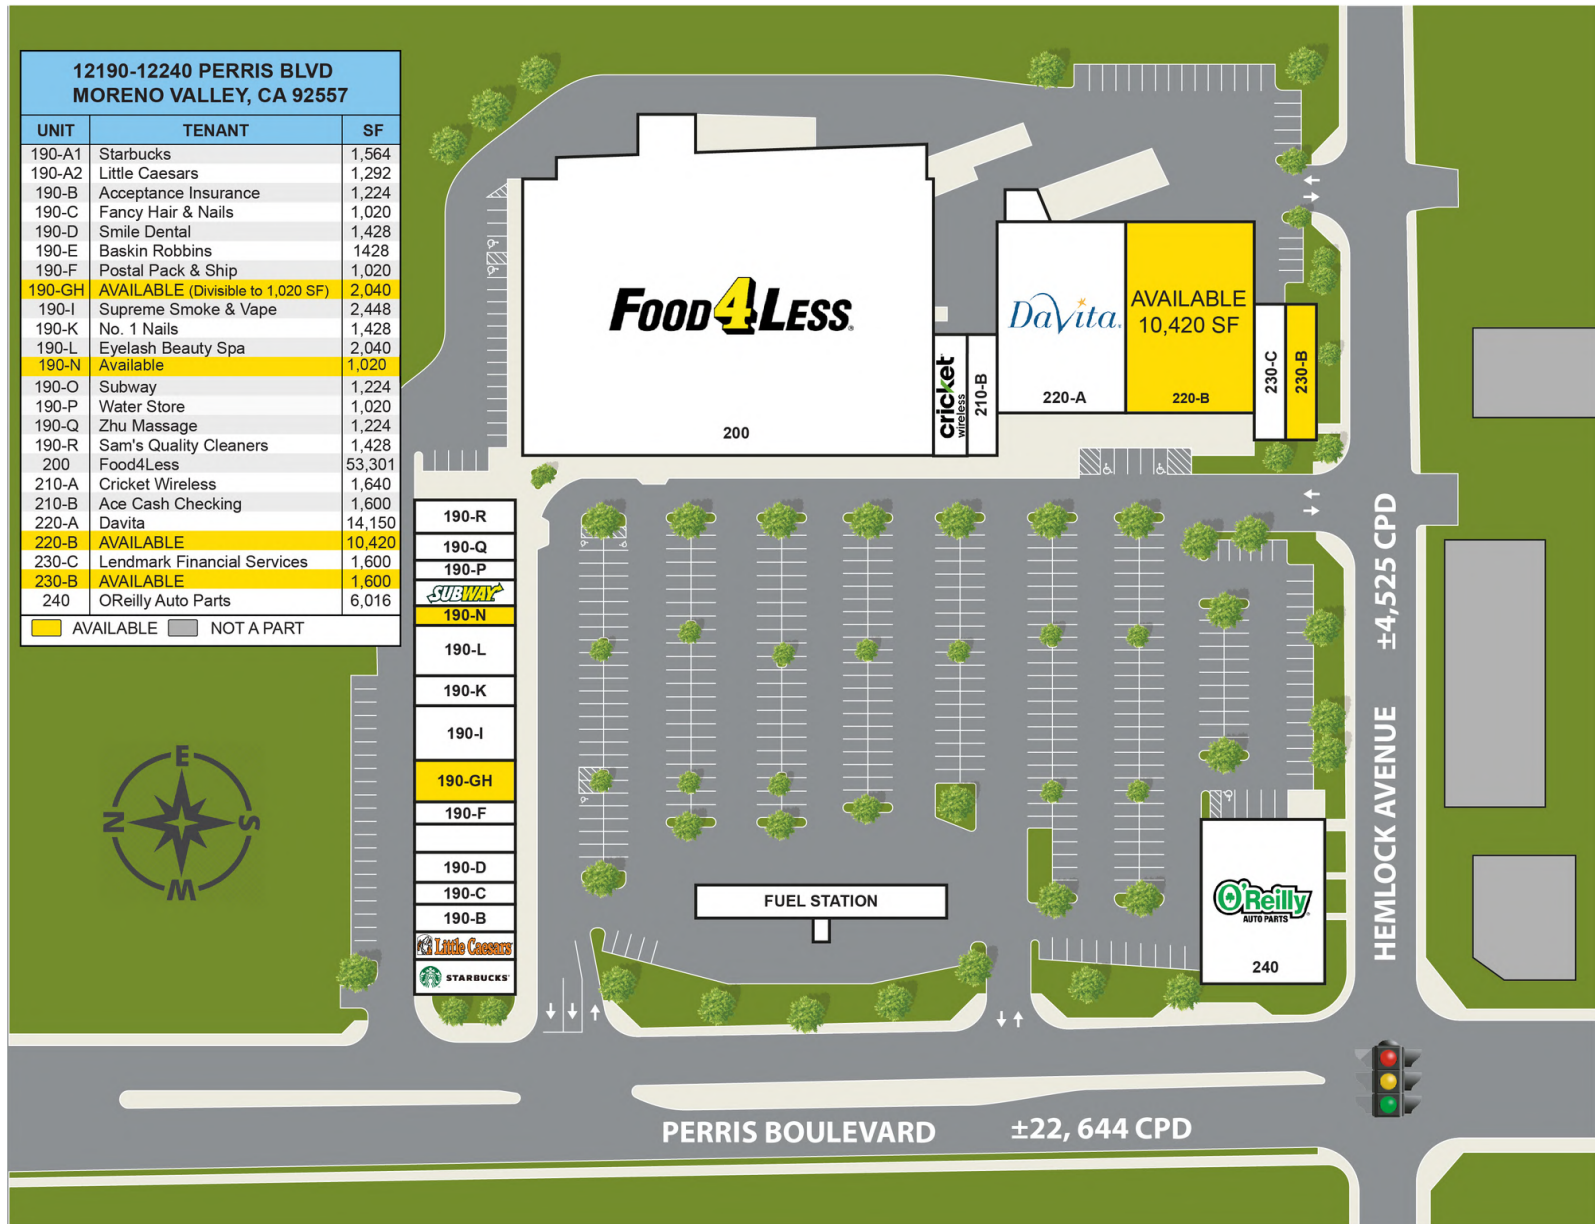 12190-12240 PERRIS BLVD
MORENO VALLEY, CA 92557
UNIT TENANT SF
190-A1 Starbucks 1,564
190-A2 Little Caesars 1,292
190-B Acceptance Insurance 1,224
190-C Fancy Hair & Nails 1,020
190-D Smile Dental 1,428
190-E Baskin Robbins 1428
190-F Postal Pack & Ship 1,020
190-GH AVAILABLE (Divisible to 1,020 SF) 2,040
190-I Supreme Smoke & Vape 2,448
190-K No. 1 Nails 1,428
190-L Eyelash Beauty Spa 2,040
190-N Available 1,020
190-O Subway 1,224
190-P Water Store 1,020
190-Q Zhu Massage 1,224
190-R Sam's Quality Cleaners 1,428
200 Food4Less 53,301
210-A Cricket Wireless 1,640
210-B Ace Cash Checking 1,600
220-A Davita 14,150
220-B AVAILABLE 10,420
230-C Lendmark Financial Services 1,600
230-B AVAILABLE 1,600
240 OReilly Auto Parts 6,016
AVAILABLE NOT A PART
FOOD4LESS®
200
cricket
wireless
210-B
DaVita.
220-A
AVAILABLE
10,420 SF
220-B
230-C
230-B
190-R
190-Q
190-P
SUBWAY
190-N
190-L
190-K
190-I
190-GH
190-F
190-D
190-C
190-B
Little Caesars
STARBUCKS
FUEL STATION
O'Reilly
AUTO PARTS
240
HEMLOCK AVENUE ±4,525 CPD
PERRIS BOULEVARD ±22, 644 CPD
E
N
S
W